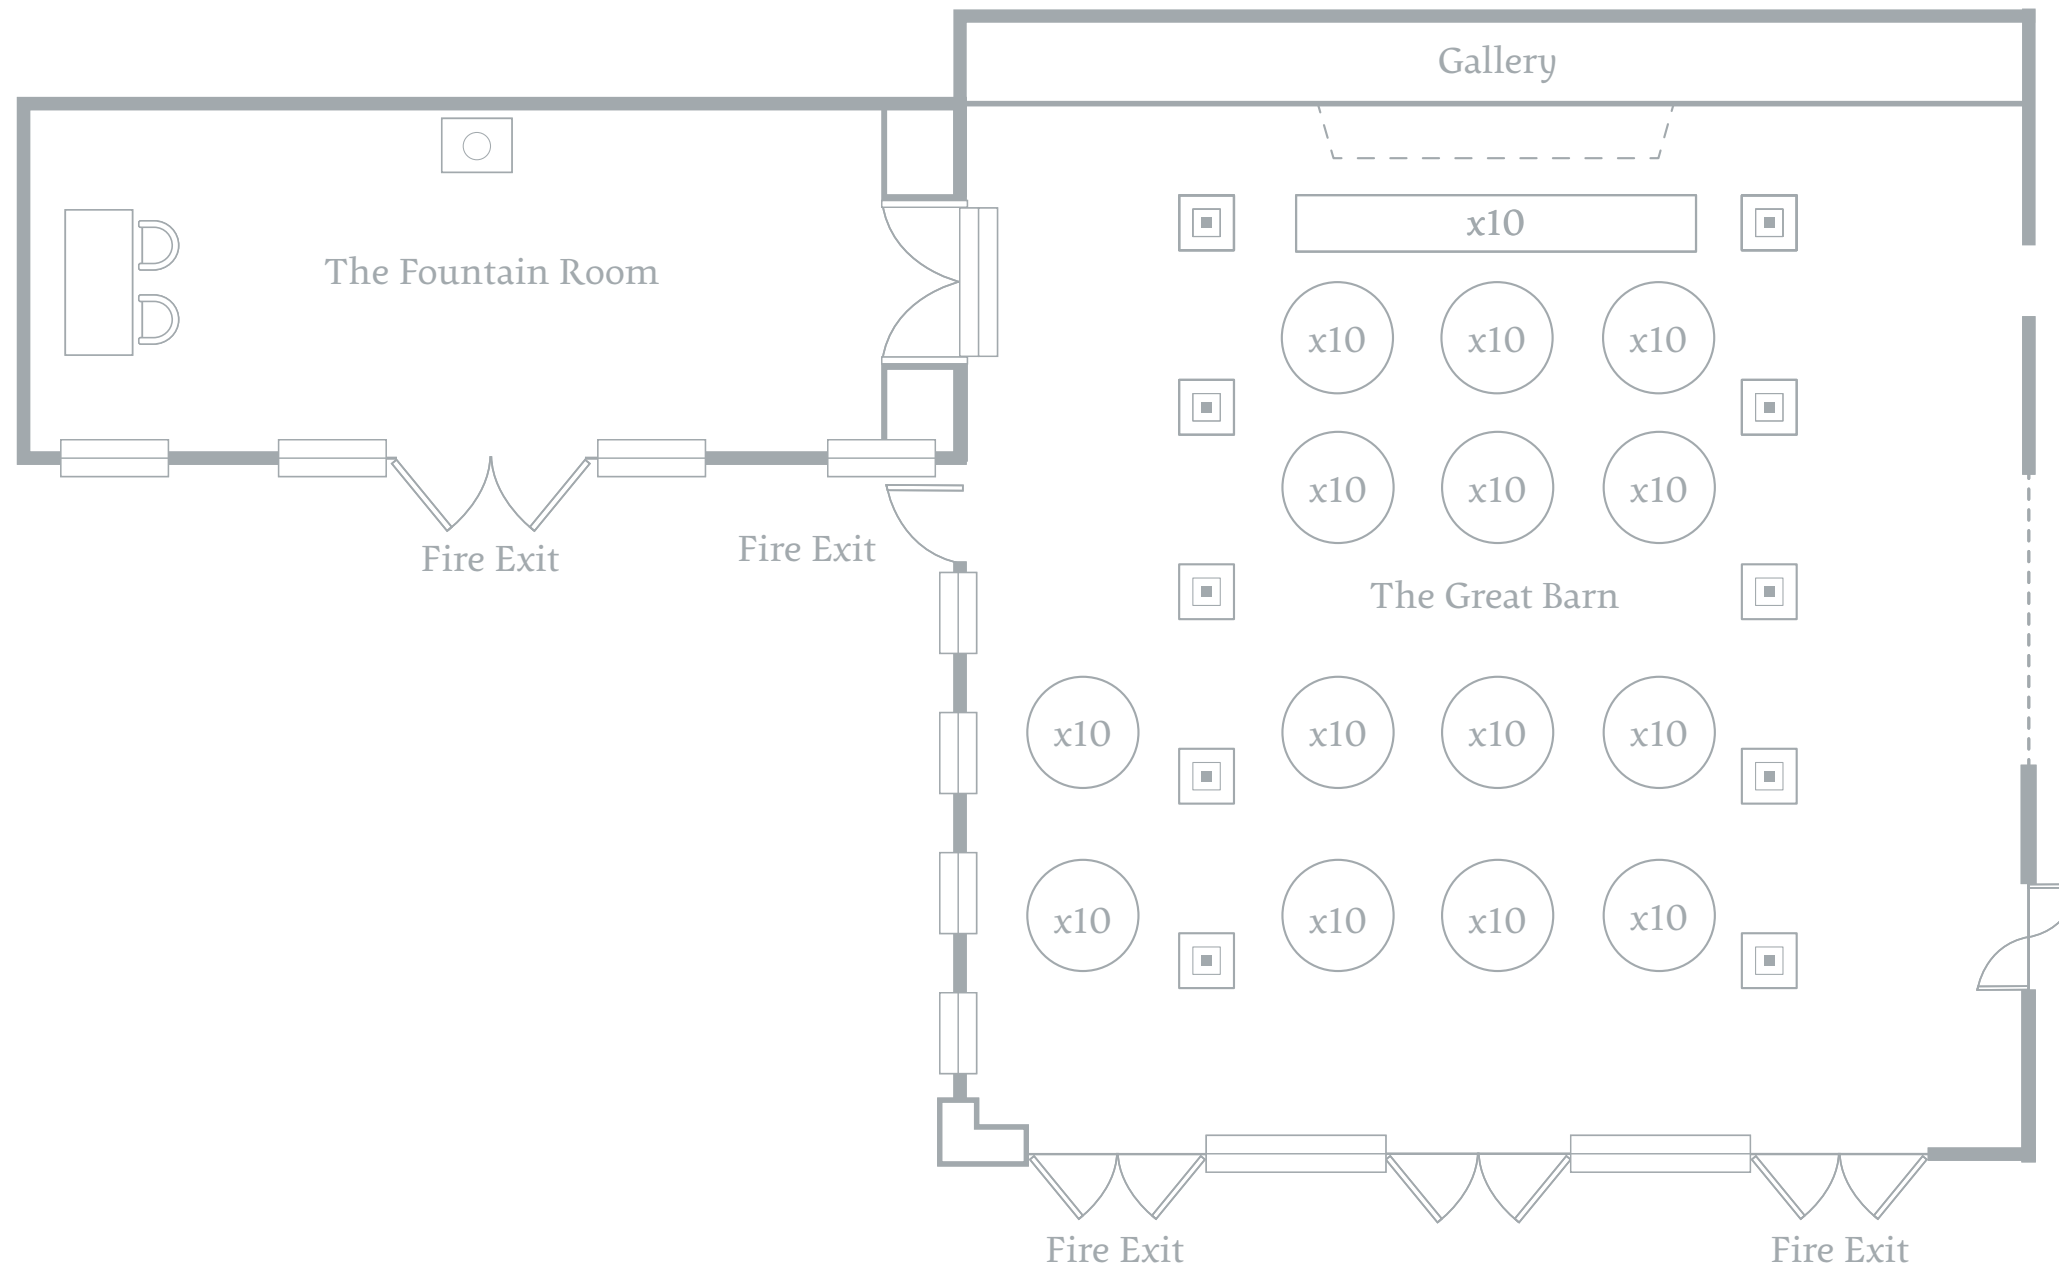 Gallery
x10
The Fountain Room
x10 x10 x10
x10 x10 x10
Fire Exit
Fire Exit
The Great Barn
x10 x10 x10 x10
x10 x10 x10 x10
Fire Exit
Fire Exit